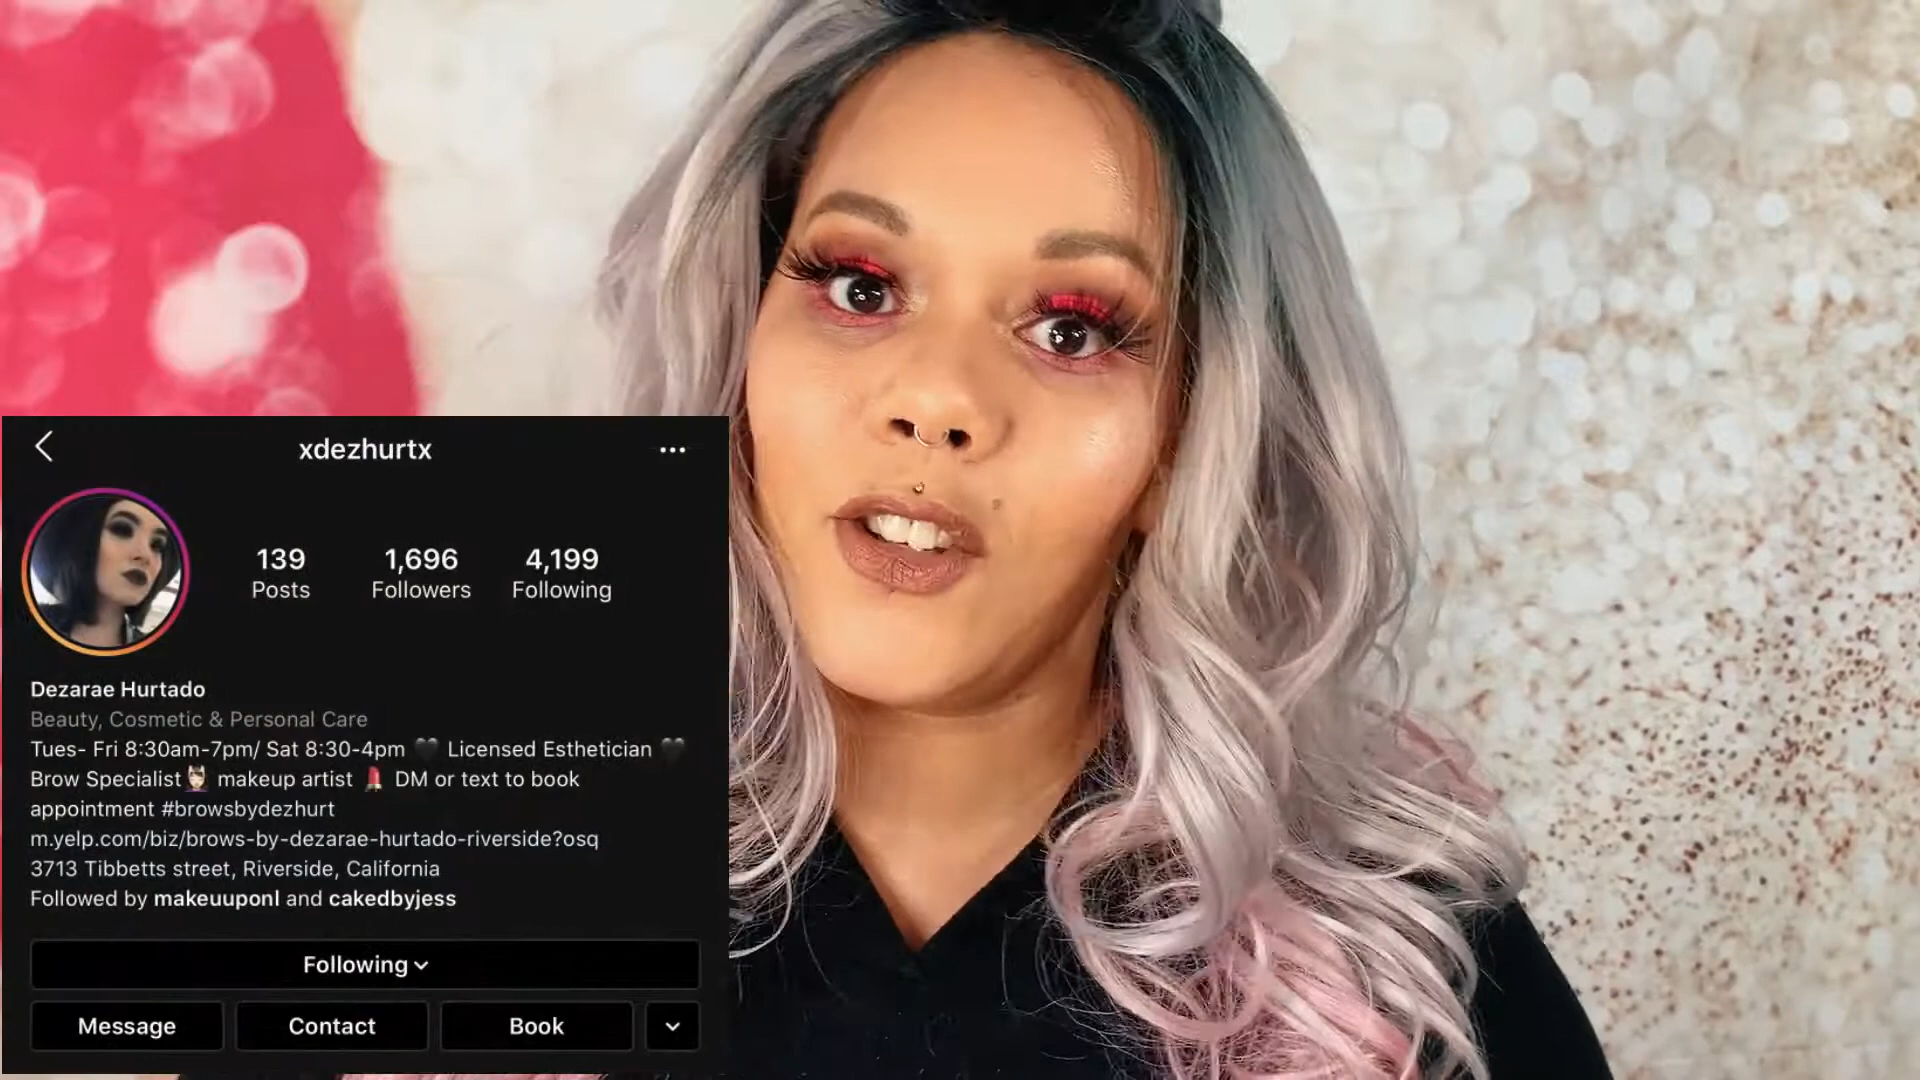 xdezhurtx
139 1,696 4,199
Posts Followers Following
Dezarae Hurtado
Beauty, Cosmetic & Personal Care
Tues- Fri 8:30am-7pm/ Sat 8:30-4pm 🖤 Licensed Esthetician 🖤
Brow Specialist💆🏻‍♀️ makeup artist 💄 DM or text to book
appointment #browsbydezhurt
m.yelp.com/biz/brows-by-dezarae-hurtado-riverside?osq
3713 Tibbetts street, Riverside, California
Followed by makeuuponl and cakedbyjess
Following
Message Contact Book